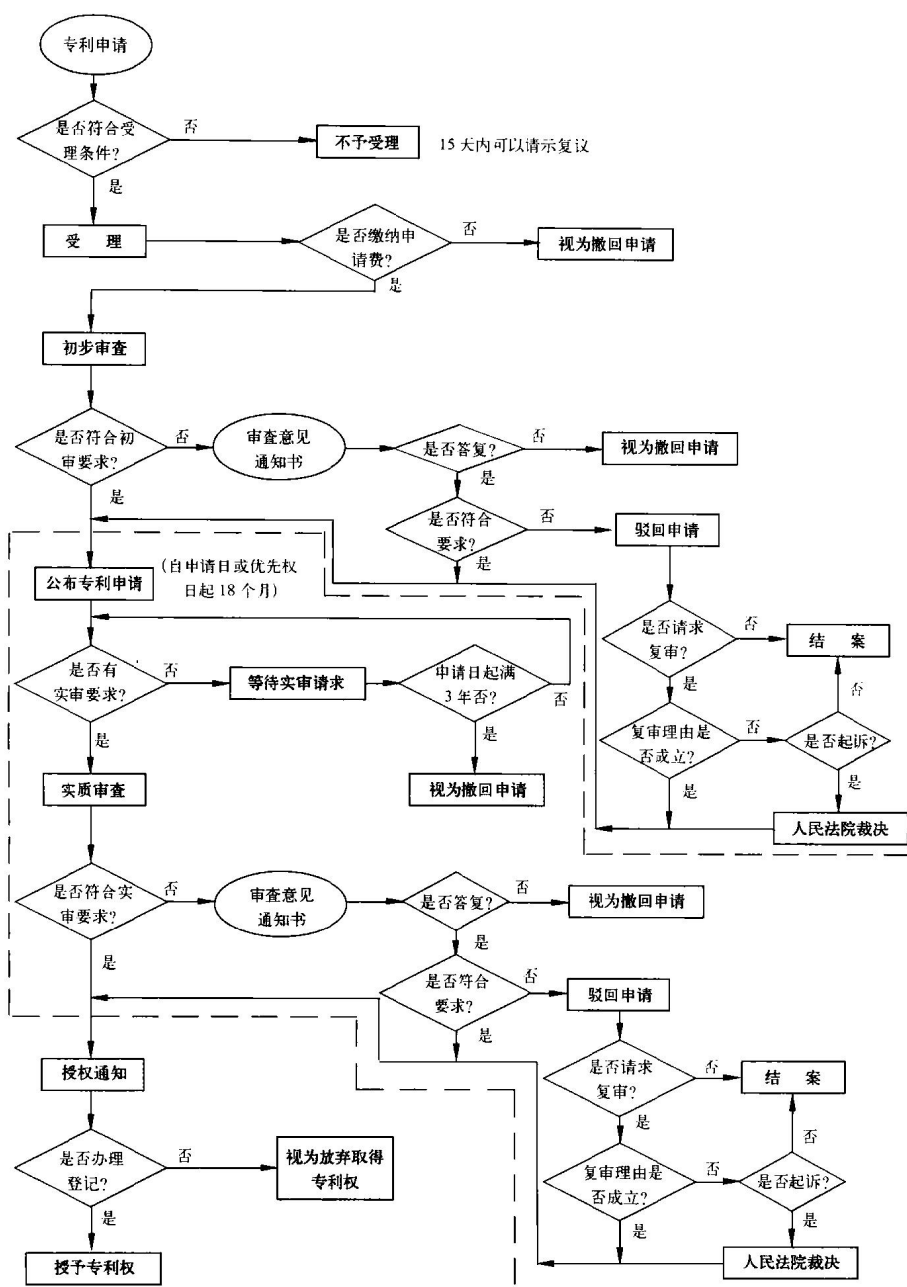 专利申请
是否符合受
理条件?
否
不予受理
15 天内可以请示复议
是
受 理
是否缴纳申
请费?
否
视为撤回申请
是
初步审查
是否符合初
审要求?
否
审查意见
通知书
是否答复?
否
视为撤回申请
是
是
是否符合
要求?
否
驳回申请
是
公布专利申请
(自申请日或优先权
日起 18 个月)
是否请求
复审?
否
结 案
是
否
是否有
实审要求?
否
等待实审请求
申请日起满
3 年否?
否
复审理由是
否成立?
否
是否起诉?
是
是
是
是
实质审查
视为撤回申请
人民法院裁决
是否符合实
审要求?
否
审查意见
通知书
是否答复?
否
视为撤回申请
是
是
是否符合
要求?
否
驳回申请
是
授权通知
是否请求
复审?
否
结 案
是
否
是否办理
登记?
否
视为放弃取得
专利权
复审理由是
否成立?
否
是否起诉?
是
是
是
授予专利权
人民法院裁决